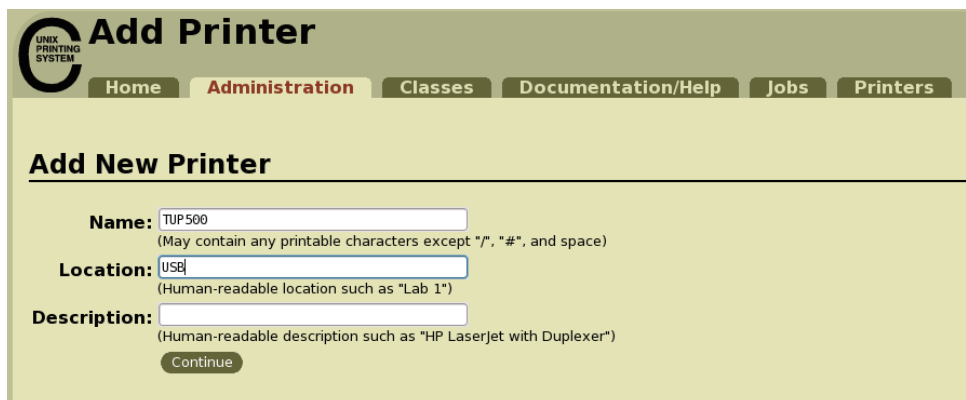 UNIX
PRINTING
SYSTEM
Add Printer
Home Administration Classes Documentation/Help Jobs Printers
Add New Printer
Name: TUP500
(May contain any printable characters except "/", "#", and space)
Location: USB
(Human-readable location such as "Lab 1")
Description:
(Human-readable description such as "HP LaserJet with Duplexer")
Continue